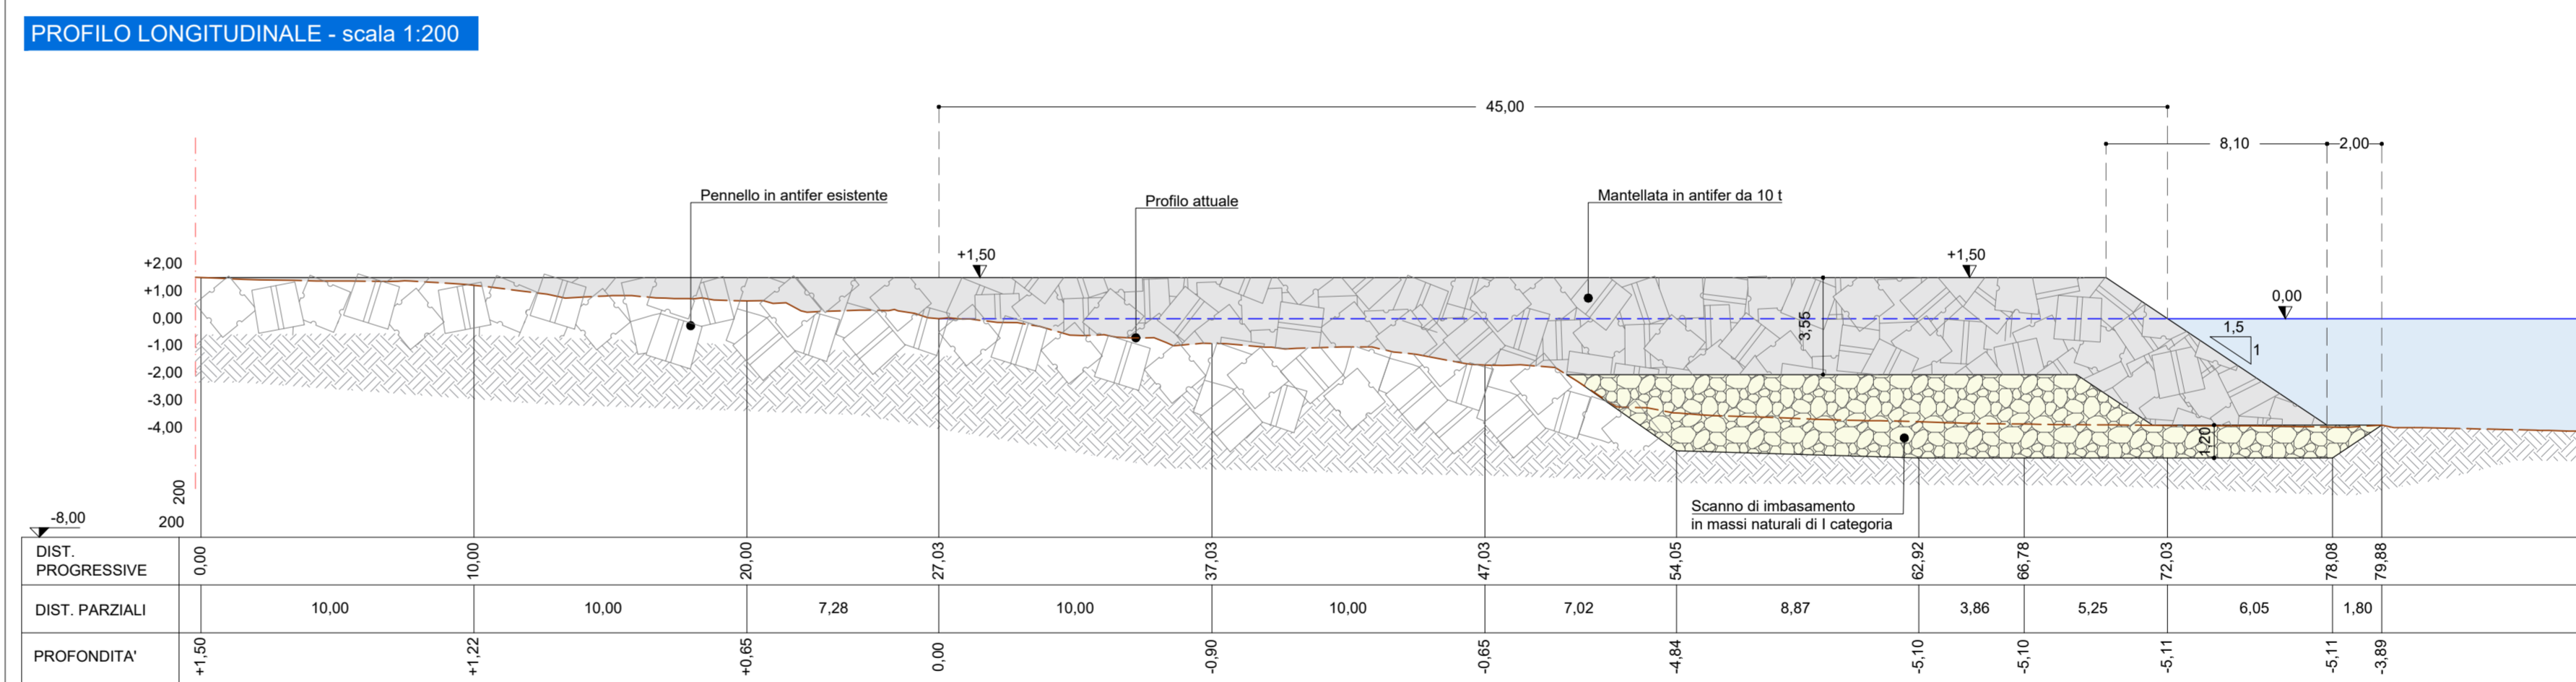 PROFILO LONGITUDINALE - scala 1:200
45,00
8,10
2,00
Pennello in antifer esistente
Profilo attuale
Mantellata in antifer da 10 t
+1,50
+1,50
0,00
1,5
1
+2,00
+1,00
0,00
-1,00
-2,00
-3,00
-4,00
3,55
1,20
Scanno di imbasamento
in massi naturali di I categoria
200
200
-8,00
DIST.
PROGRESSIVE
0,00 10,00 20,00 27,03 37,03 47,03 54,05 62,92 66,78 72,03 78,08 79,88
DIST. PARZIALI 10,00 10,00 7,28 10,00 10,00 7,02 8,87 3,86 5,25 6,05 1,80
PROFONDITA' +1,50 +1,22 +0,65 0,00 -0,90 -0,65 -4,84 -5,10 -5,10 -5,11 -5,11 -3,89